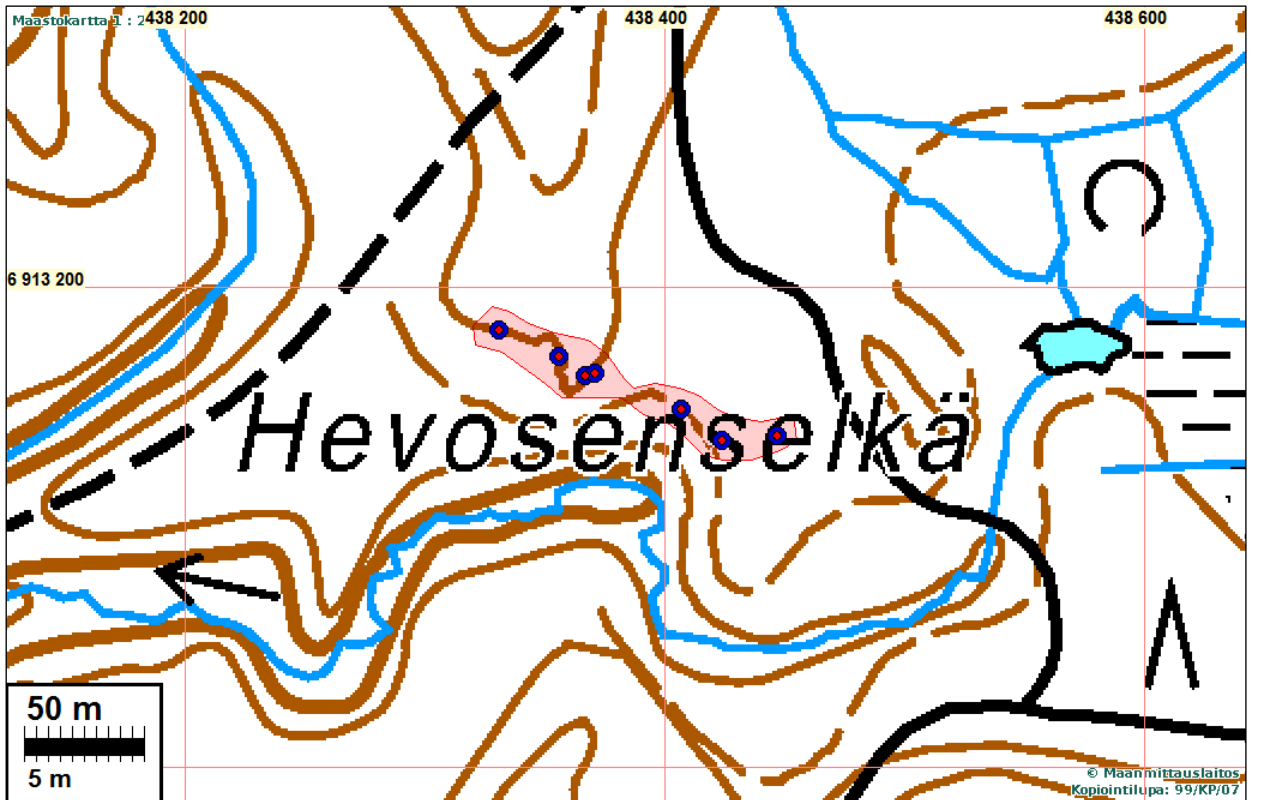 Maastokartta 1 : 2
438 200
438 400
438 600
6 913 200
Hevosenselkä
50 m
5 m
© Maanmittauslaitos
Kopiointilupa: 99/KP/07